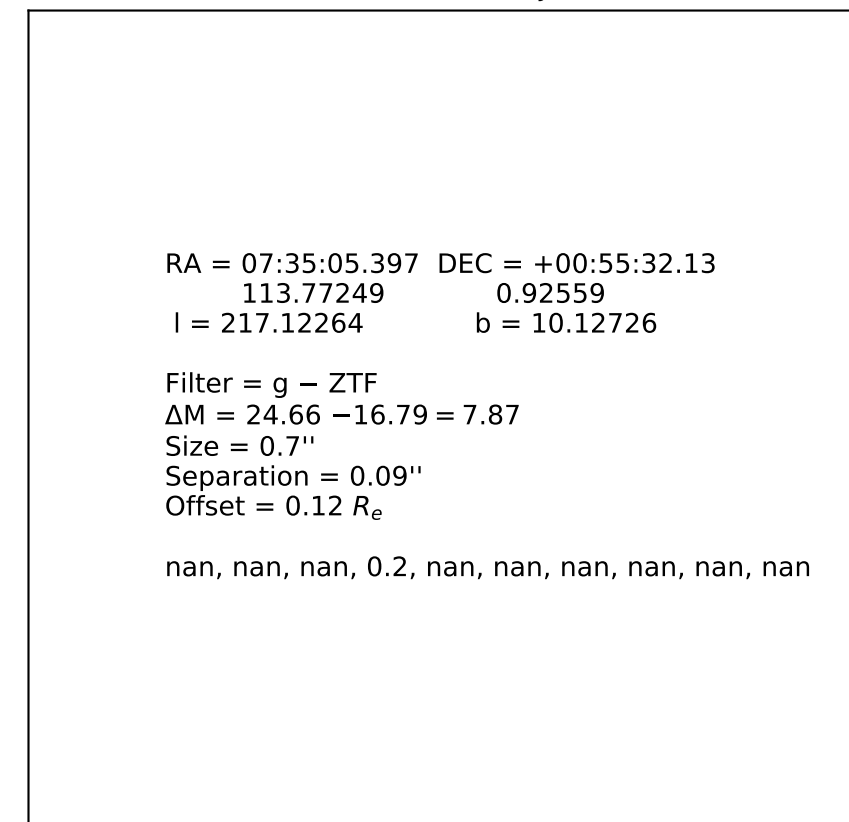 RA = 07:35:05.397 DEC = +00:55:32.13
113.77249 0.92559
l = 217.12264 b = 10.12726
Filter = g − ZTF
ΔM = 24.66 −16.79 = 7.87
Size = 0.7''
Separation = 0.09''
Offset = 0.12 Re
nan, nan, nan, 0.2, nan, nan, nan, nan, nan, nan